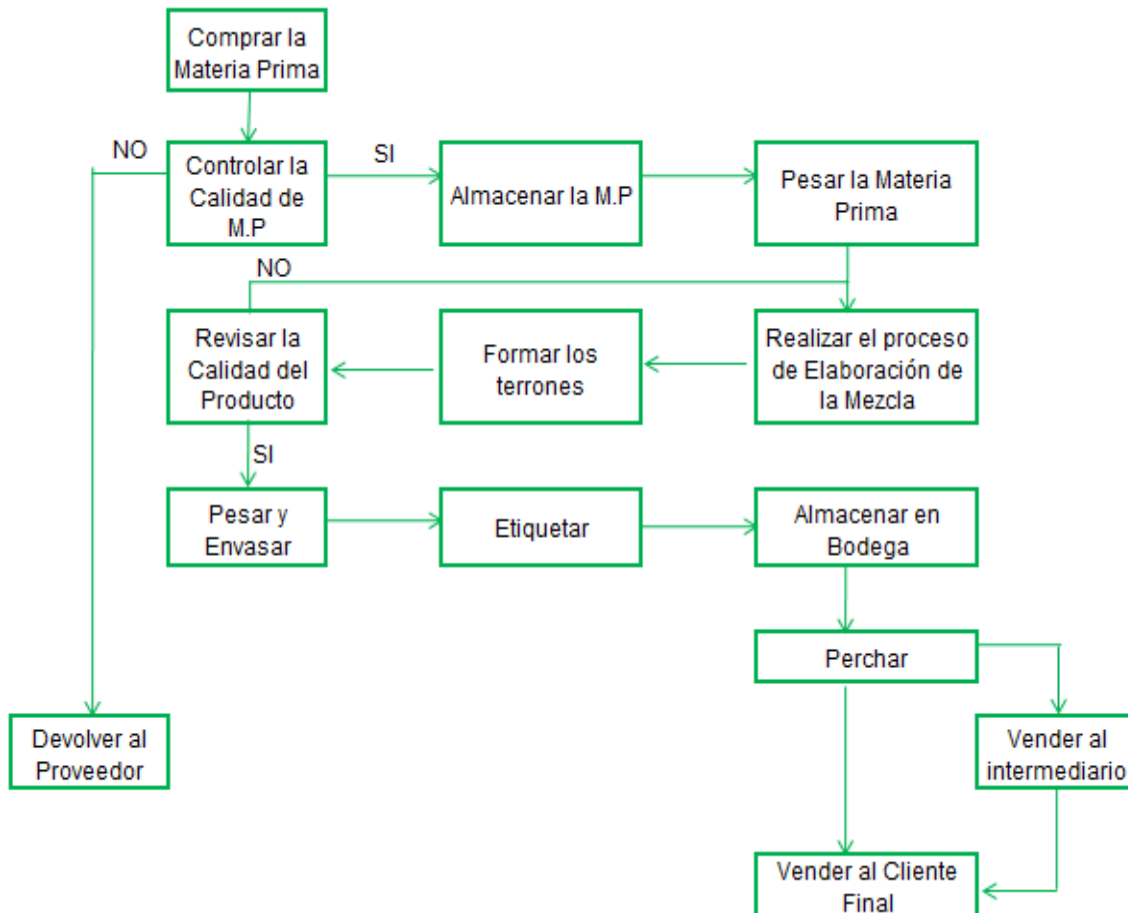 Comprar la
Materia Prima
NO
Controlar la
Calidad de
M.P
SI
Almacenar la M.P
Pesar la Materia
Prima
NO
Revisar la
Calidad del
Producto
Formar los
terrones
Realizar el proceso
de Elaboración de
la Mezcla
SI
Pesar y
Envasar
Etiquetar
Almacenar en
Bodega
Perchar
Devolver al
Proveedor
Vender al
intermediario
Vender al Cliente
Final